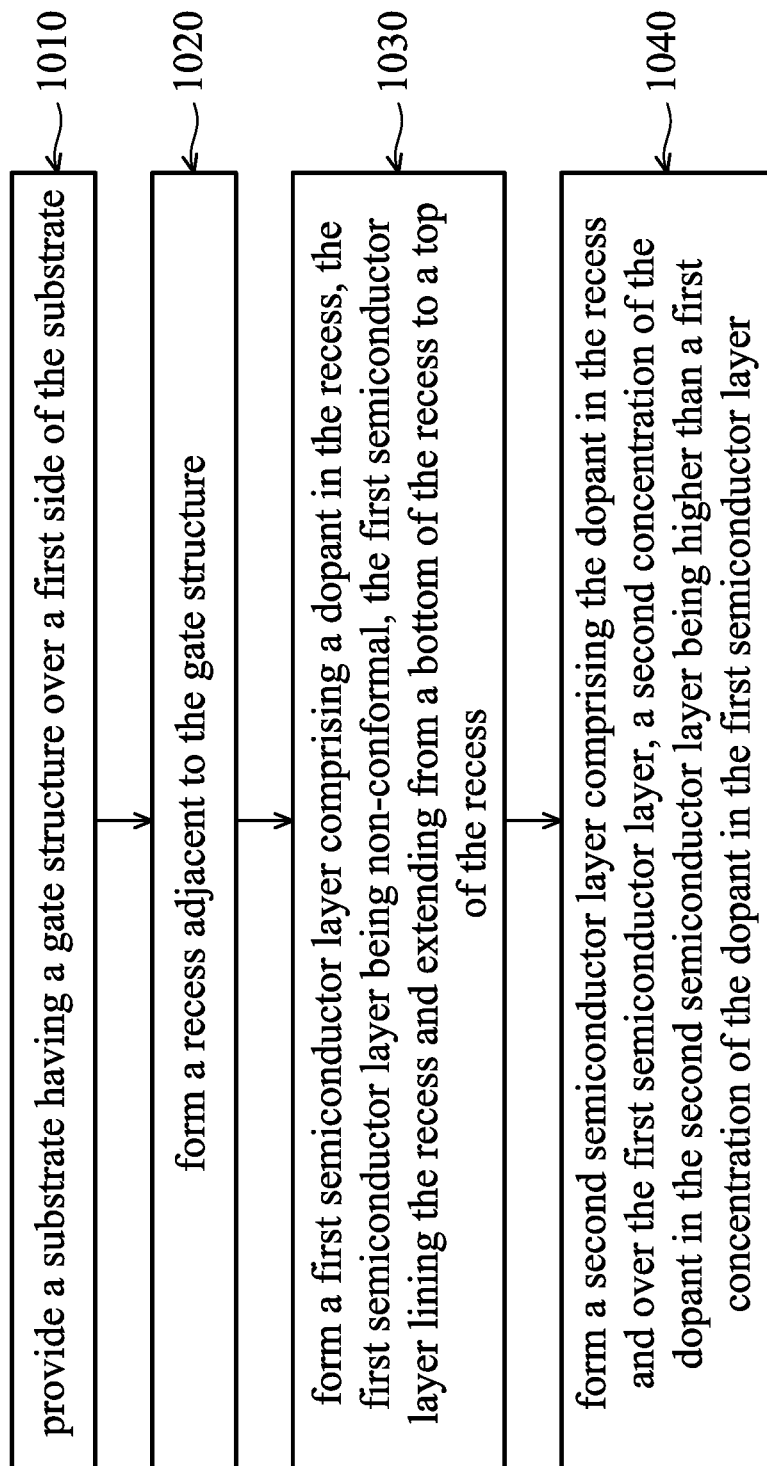 provide a substrate having a gate structure over a first side of the substrate
1010
form a recess adjacent to the gate structure
1020
form a first semiconductor layer comprising a dopant in the recess, the
first semiconductor layer being non-conformal, the first semiconductor
layer lining the recess and extending from a bottom of the recess to a top
of the recess
1030
form a second semiconductor layer comprising the dopant in the recess
and over the first semiconductor layer, a second concentration of the
dopant in the second semiconductor layer being higher than a first
concentration of the dopant in the first semiconductor layer
1040